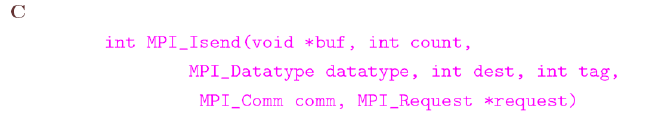 C
int MPI_Isend(void *buf, int count,
MPI_Datatype datatype, int dest, int tag,
MPI_Comm comm, MPI_Request *request)